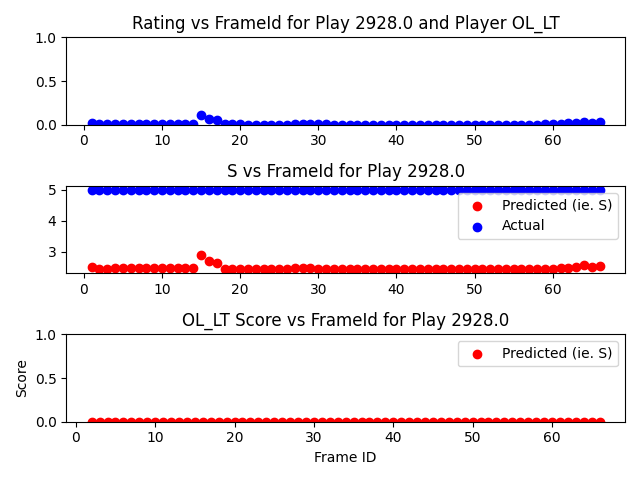 Rating vs FrameId for Play 2928.0 and Player OL_LT
1.0
0.5
0.0
0 10 20 30 40 50 60
S vs FrameId for Play 2928.0
5
4
3
Predicted (ie. S)
Actual
0 10 20 30 40 50 60
OL_LT Score vs FrameId for Play 2928.0
Score
1.0
0.5
0.0
Predicted (ie. S)
0 10 20 30 40 50 60
Frame ID